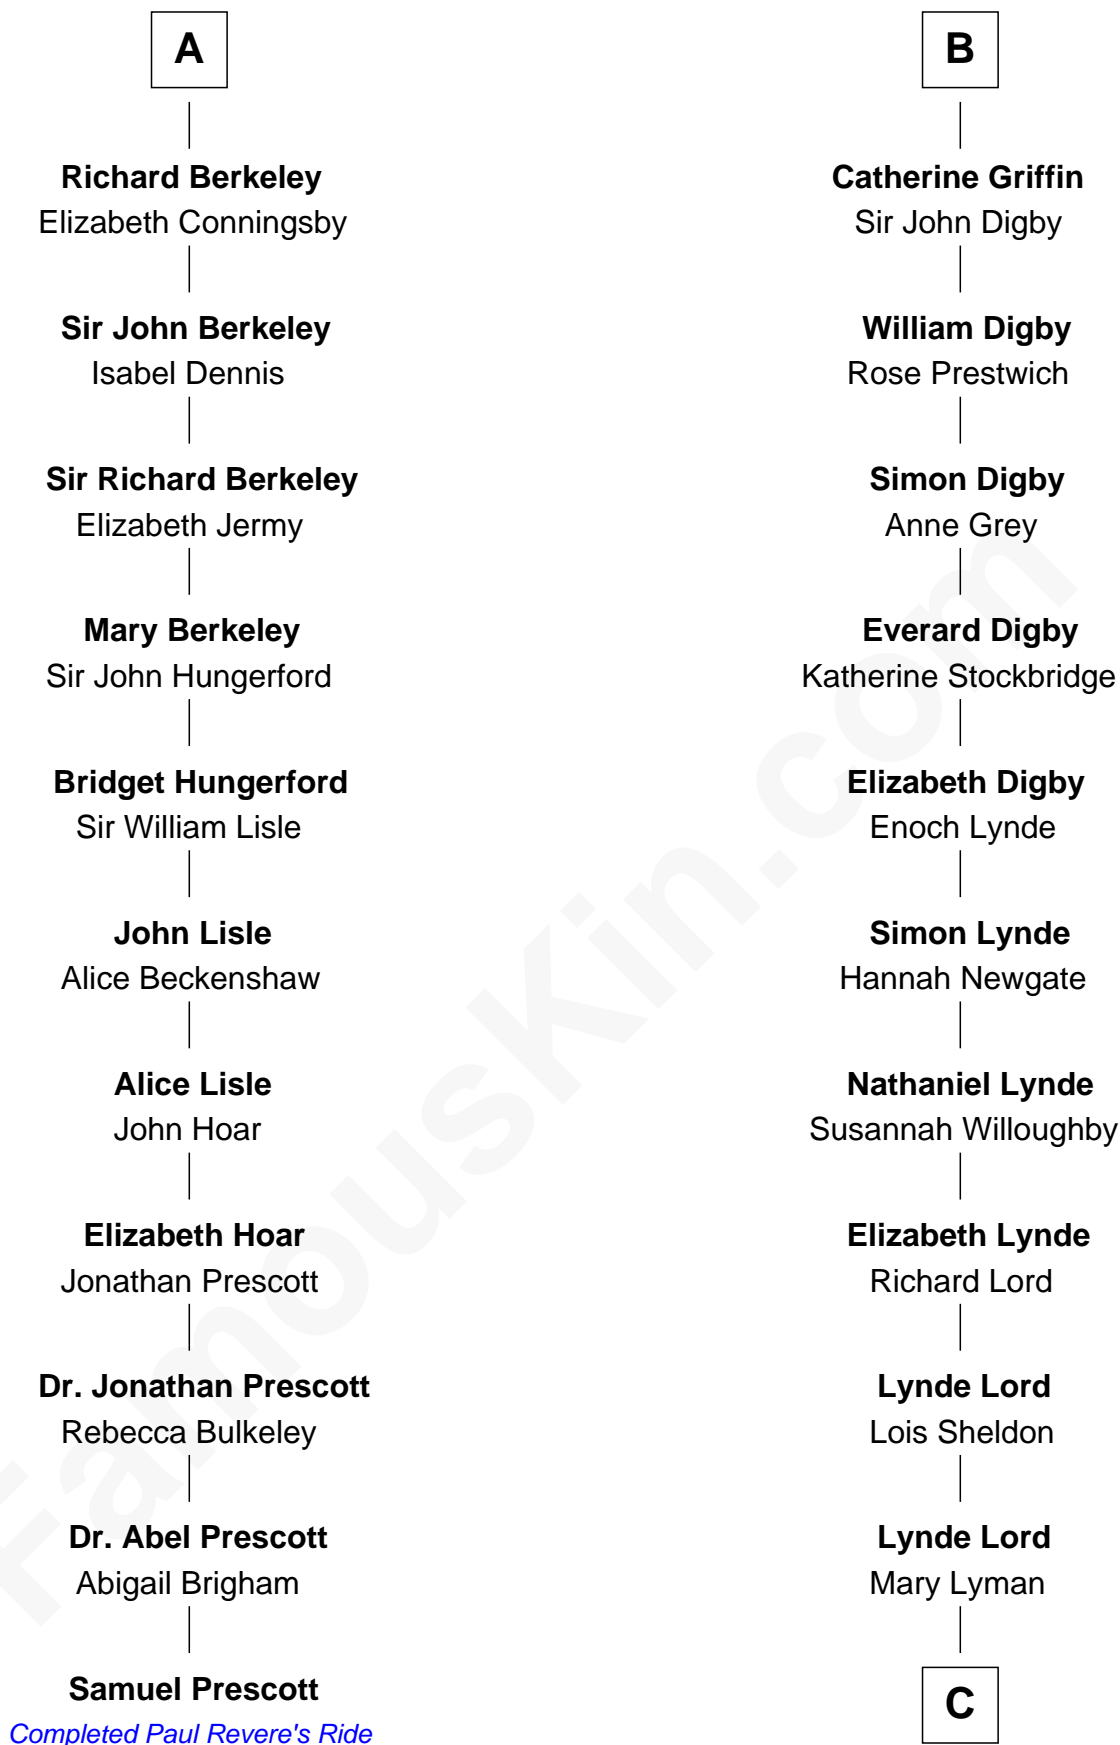 A
Richard Berkeley
Elizabeth Conningsby
Sir John Berkeley
Isabel Dennis
Sir Richard Berkeley
Elizabeth Jermy
Mary Berkeley
Sir John Hungerford
Bridget Hungerford
Sir William Lisle
John Lisle
Alice Beckenshaw
Alice Lisle
John Hoar
Elizabeth Hoar
Jonathan Prescott
Dr. Jonathan Prescott
Rebecca Bulkeley
Dr. Abel Prescott
Abigail Brigham
Samuel Prescott
Completed Paul Revere's Ride
B
Catherine Griffin
Sir John Digby
William Digby
Rose Prestwich
Simon Digby
Anne Grey
Everard Digby
Katherine Stockbridge
Elizabeth Digby
Enoch Lynde
Simon Lynde
Hannah Newgate
Nathaniel Lynde
Susannah Willoughby
Elizabeth Lynde
Richard Lord
Lynde Lord
Lois Sheldon
Lynde Lord
Mary Lyman
C
FamousKin.com